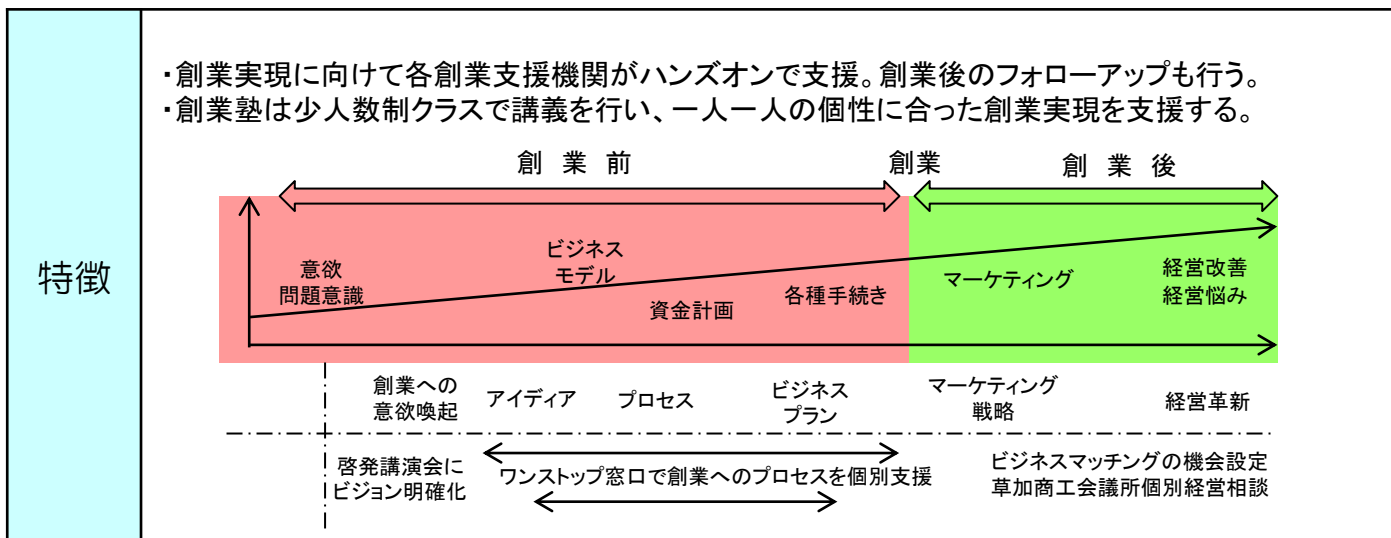 特徴
・創業実現に向けて各創業支援機関がハンズオンで支援。創業後のフォローアップも行う。
・創業塾は少人数制クラスで講義を行い、一人一人の個性に合った創業実現を支援する。
創 業 前
創業
創 業 後
意欲
問題意識
ビジネス
モデル
資金計画
各種手続き
マーケティング
経営改善
経営悩み
創業への
意欲喚起
アイディア
プロセス
ビジネス
プラン
マーケティング
戦略
経営革新
啓発講演会に
ビジョン明確化
ワンストップ窓口で創業へのプロセスを個別支援
ビジネスマッチングの機会設定
草加商工会議所個別経営相談